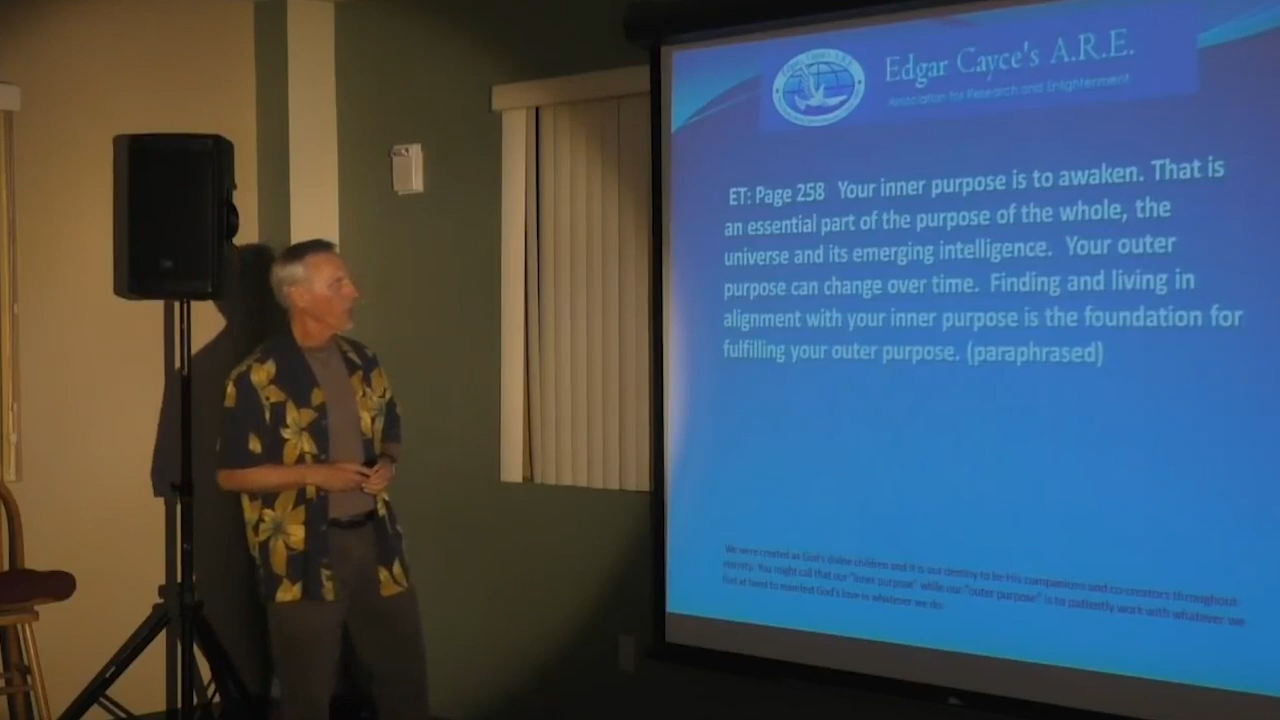 Edgar Cayce's A.R.E.
Association for Research and Enlightenment
ET: Page 258 Your inner purpose is to awaken. That is
an essential part of the purpose of the whole, the
universe and its emerging intelligence. Your outer
purpose can change over time. Finding and living in
alignment with your inner purpose is the foundation for
fulfilling your outer purpose. (paraphrased)
We were created as God's divine children and it is our destiny to be His companions and co-creators throughout
eternity. You might call that our "inner purpose" while our "outer purpose" is to patiently work with whatever we
at hand to manifest God's love in whatever we do.